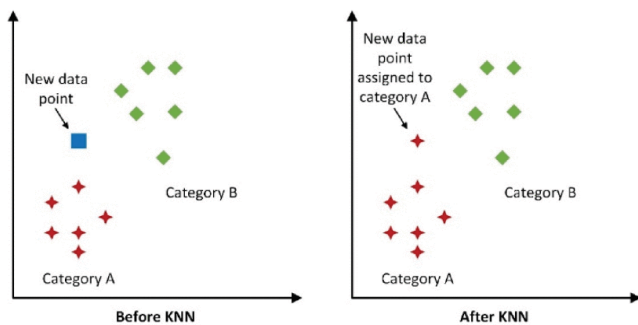 New data
point
Category B
Category A
Before KNN
New data
point
assigned to
category A
Category B
Category A
After KNN